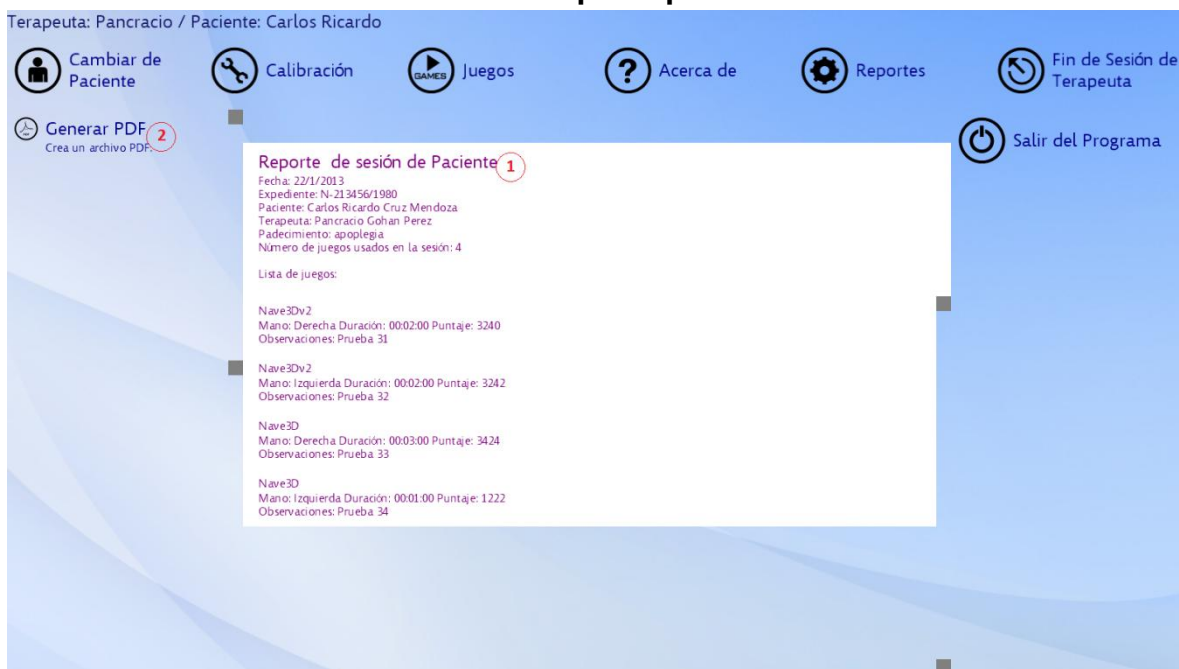 Terapeuta: Pancracio / Paciente: Carlos Ricardo
Cambiar de
Paciente
Calibración
GAMES
Juegos
?
Acerca de
Reportes
Fin de Sesión de
Terapeuta
Generar PDF
2
Crea un archivo PDF.
Salir del Programa
Reporte de sesión de Paciente
1
Fecha: 22/1/2013
Expediente: N-213456/1980
Paciente: Carlos Ricardo Cruz Mendoza
Terapeuta: Pancracio Gohan Perez
Padecimiento: apoplegia
Número de juegos usados en la sesión: 4
Lista de juegos:
Nave3Dv2
Mano: Derecha Duración: 00:02:00 Puntaje: 3240
Observaciones: Prueba 31
Nave3Dv2
Mano: Izquierda Duración: 00:02:00 Puntaje: 3242
Observaciones: Prueba 32
Nave3D
Mano: Derecha Duración: 00:03:00 Puntaje: 3424
Observaciones: Prueba 33
Nave3D
Mano: Izquierda Duración: 00:01:00 Puntaje: 1222
Observaciones: Prueba 34